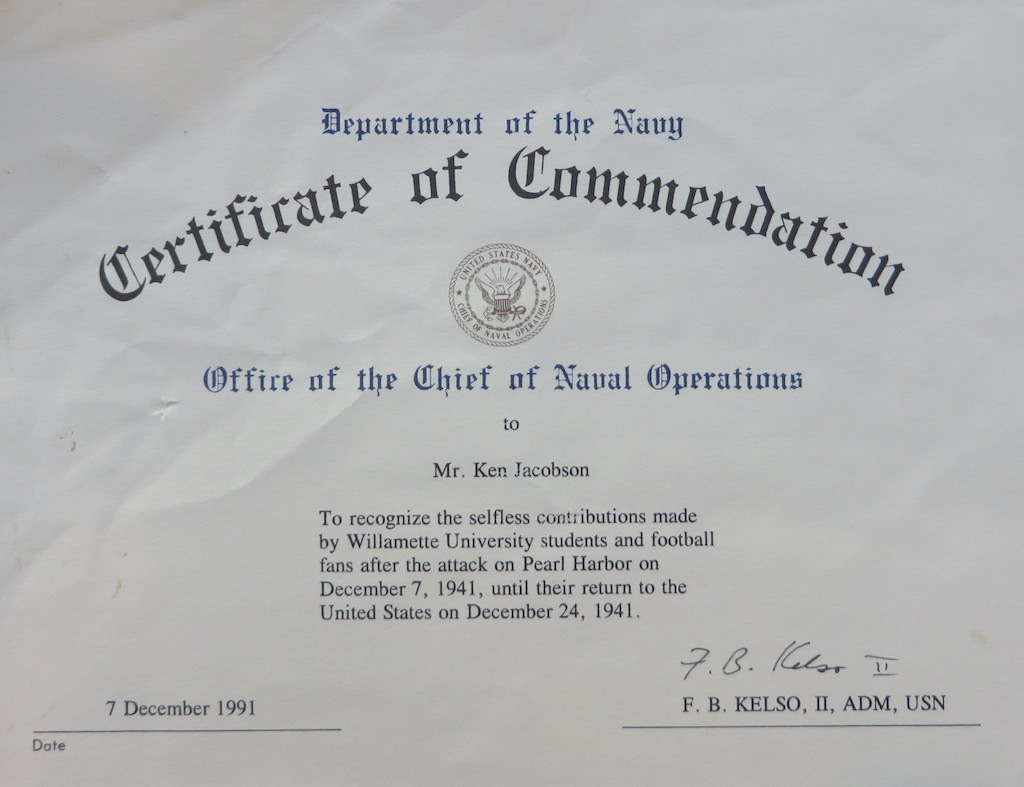 Department of the Navy
Certificate of Commendation
UNITED STATES NAVY
CHIEF OF NAVAL OPERATIONS
Office of the Chief of Naval Operations
to
Mr. Ken Jacobson
To recognize the selfless contributions made
by Willamette University students and football
fans after the attack on Pearl Harbor on
December 7, 1941, until their return to the
United States on December 24, 1941.
F. B. Kelso II
7 December 1991
F. B. KELSO, II, ADM, USN
Date